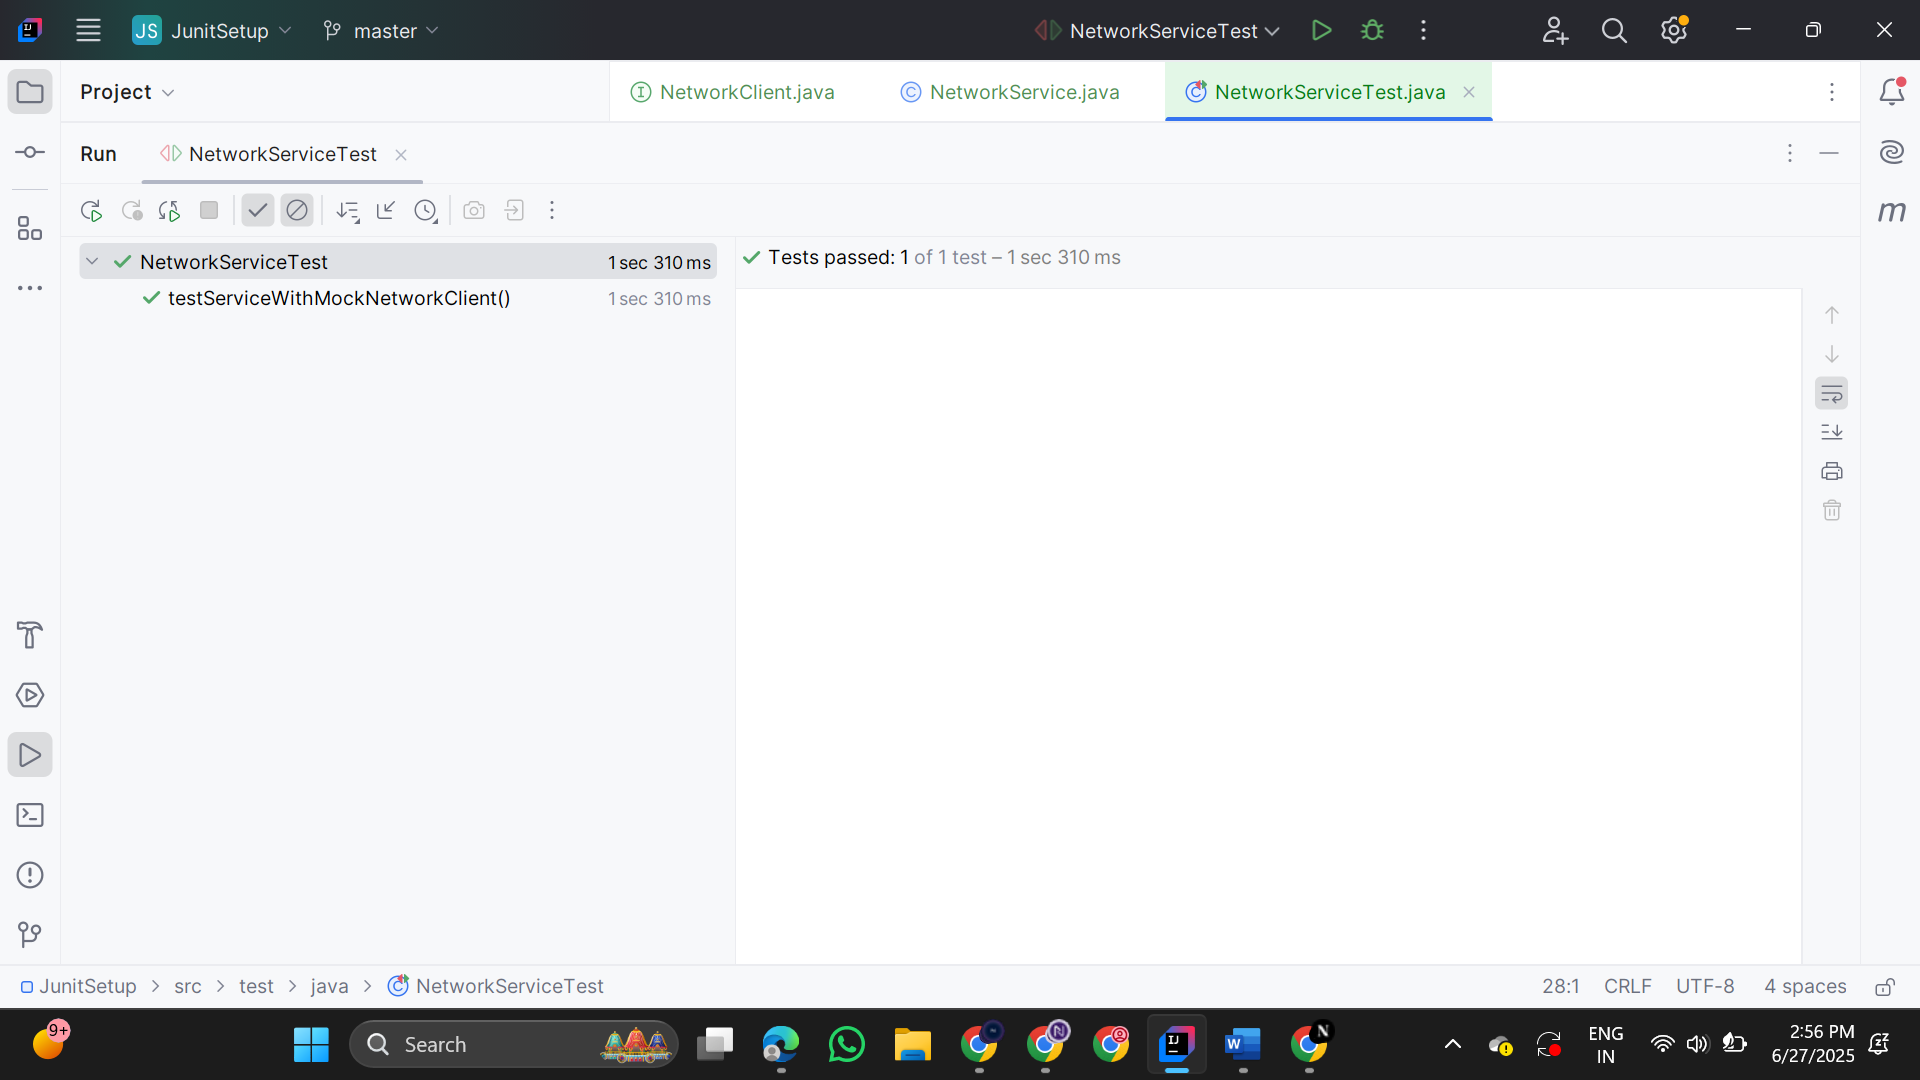 JS JunitSetup master NetworkServiceTest
Project NetworkClient.java NetworkService.java NetworkServiceTest.java
Run NetworkServiceTest
m
NetworkServiceTest 1 sec 310 ms
testServiceWithMockNetworkClient() 1 sec 310 ms
Tests passed: 1 of 1 test – 1 sec 310 ms
JunitSetup > src > test > java > NetworkServiceTest 28:1 CRLF UTF-8 4 spaces
9+ Search ENG IN 2:56 PM
6/27/2025